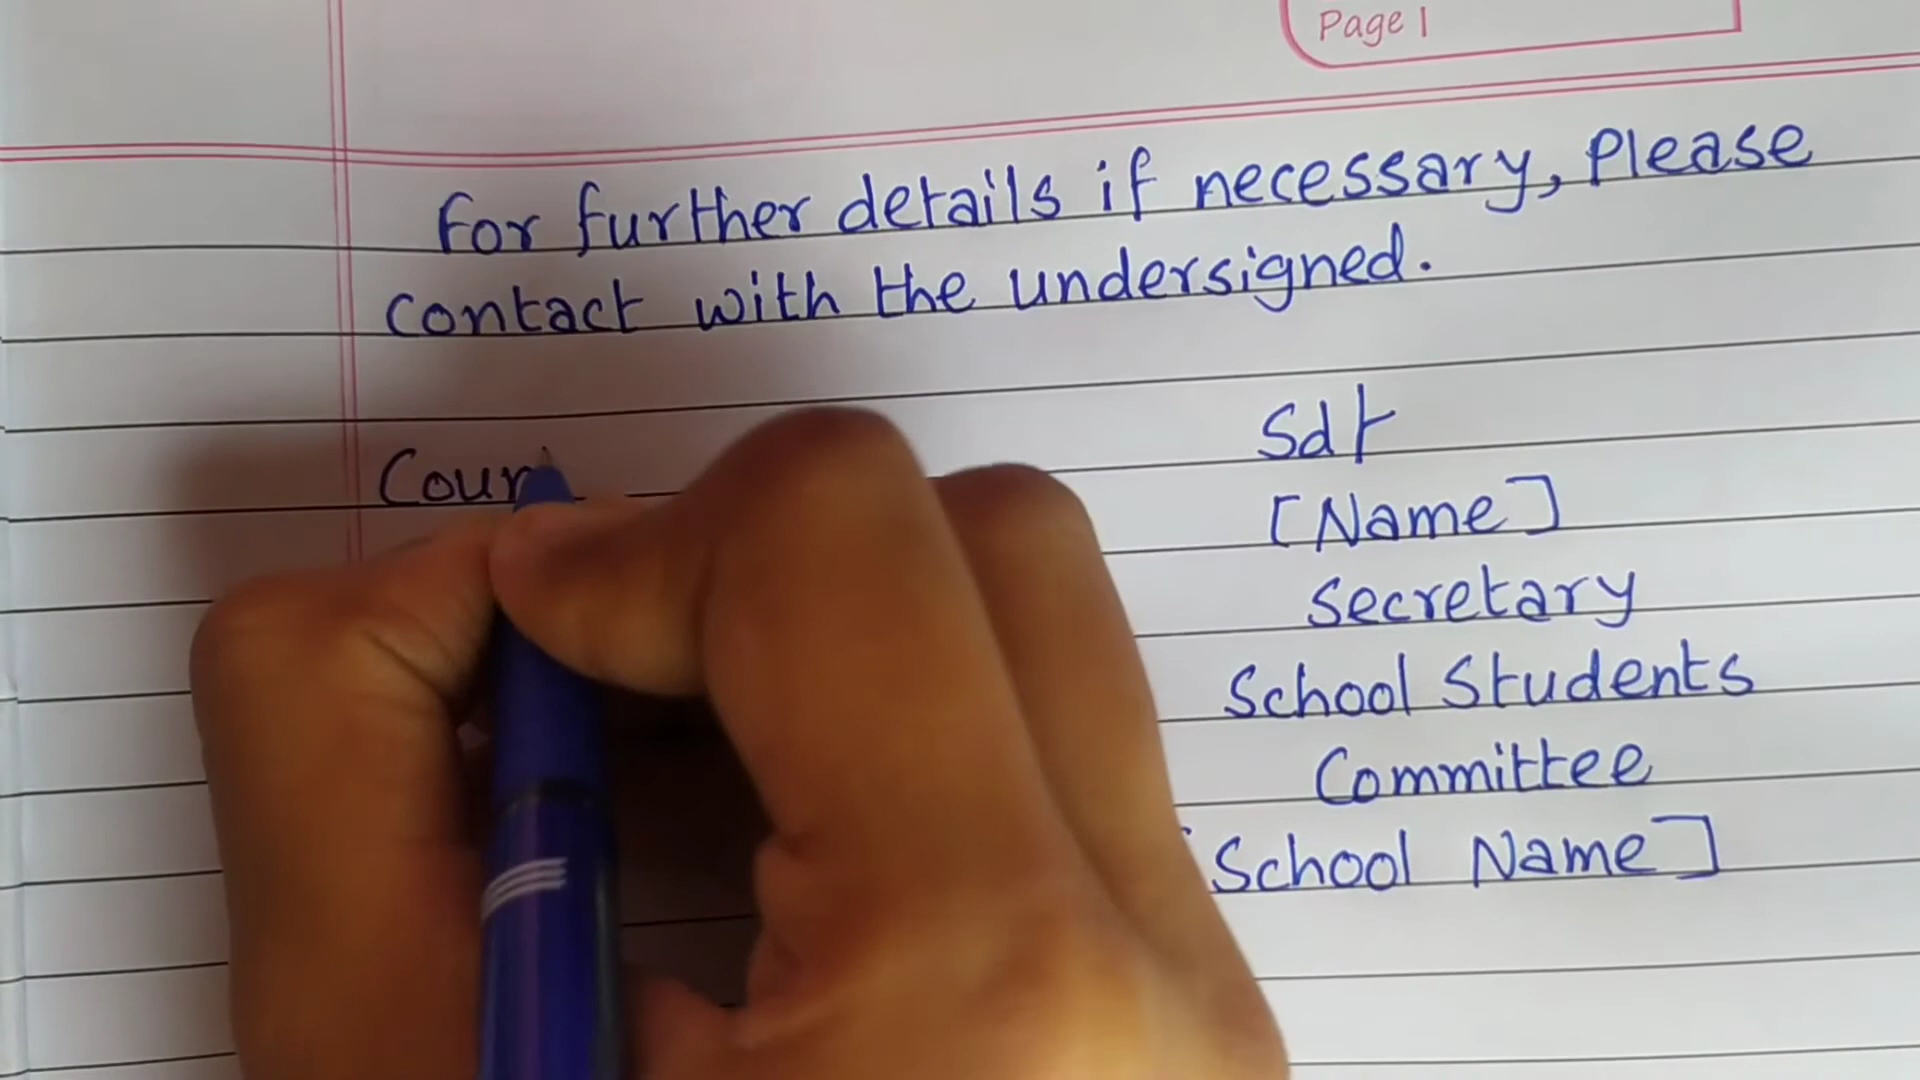 Page 1
For further details if necessary, Please
contact with the undersigned.
Sdt
[Name]
Secretary
School Students
Committee
School Name]